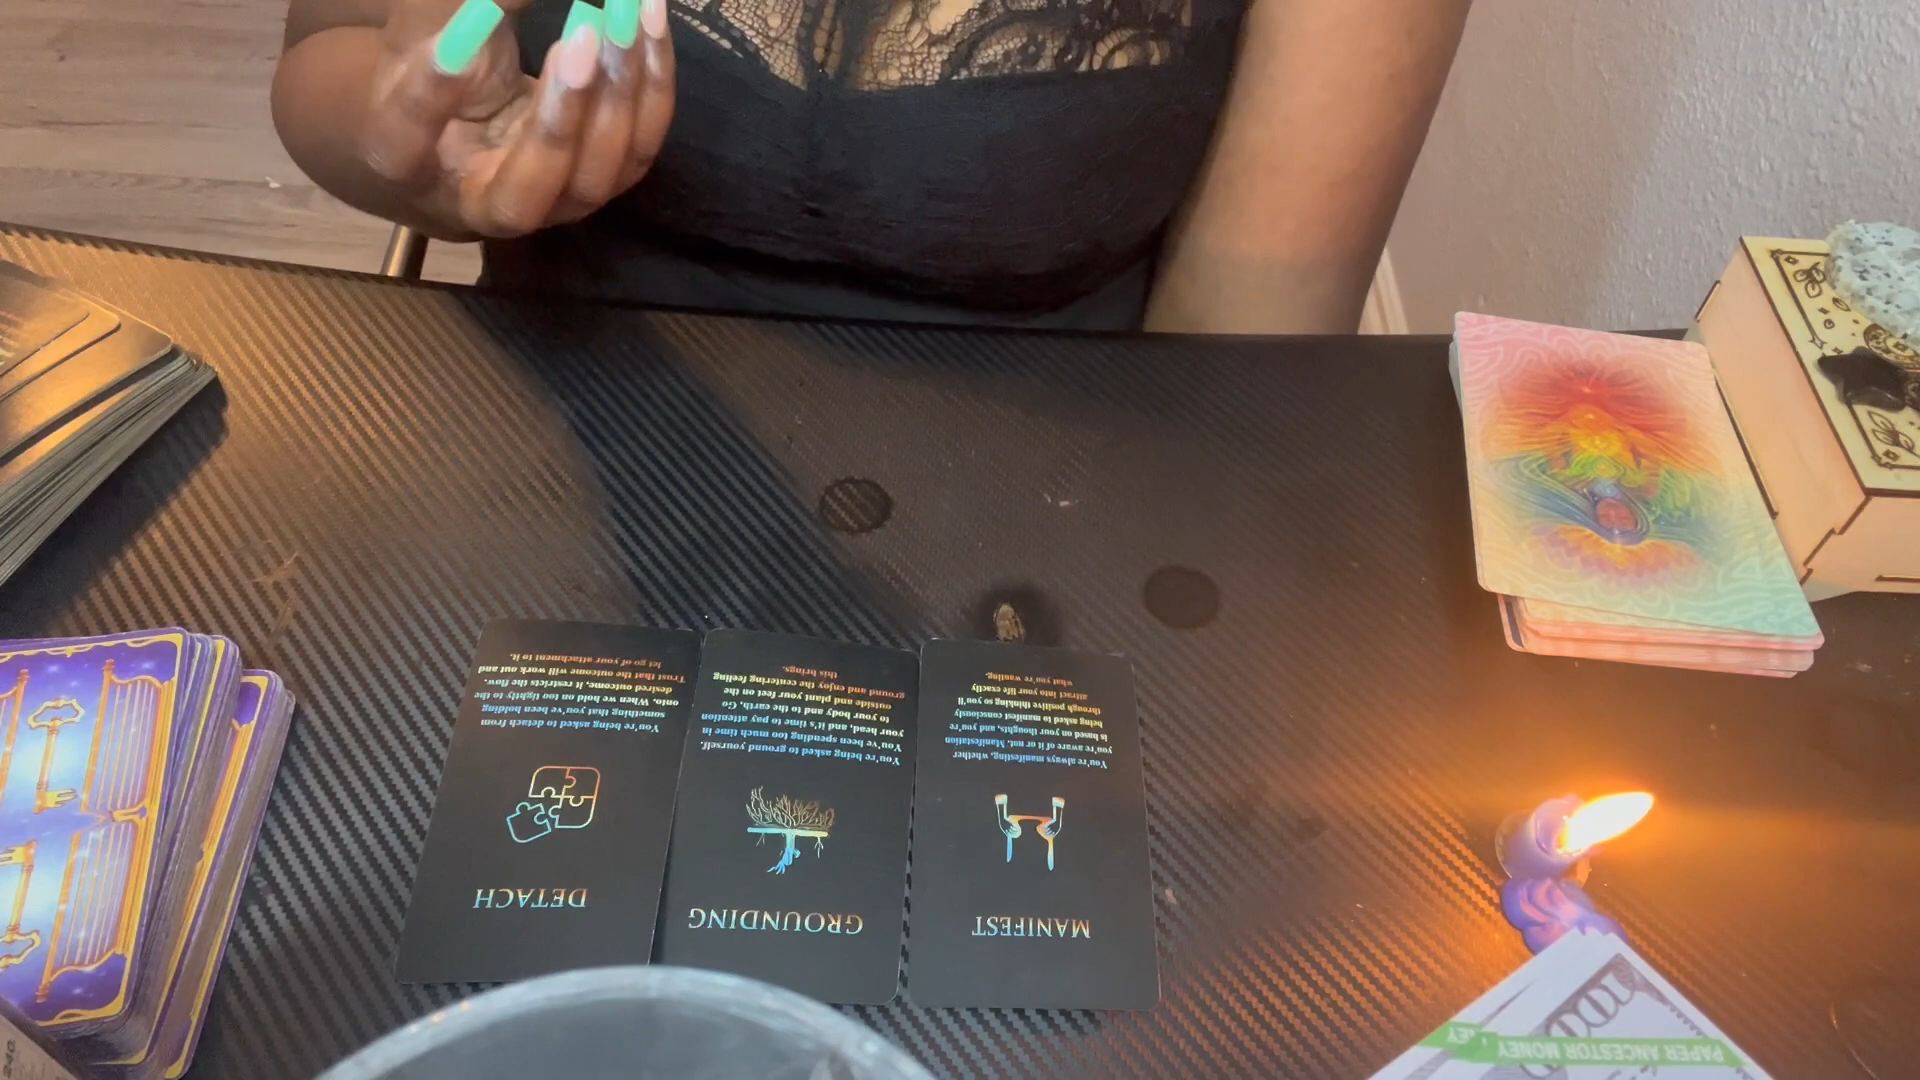 DETACH
You're being asked to detach from
something that you've been holding
onto. When we hold on too tightly to the
desired outcome, it restricts the flow.
Trust that the outcome will work out and
let go of your attachment to it.
GROUNDING
You're being asked to ground yourself.
You've been spending too much time in
your head, and it's time to pay attention
to your body and to the earth. Go
outside and plant your feet on the
ground and enjoy the centering feeling
this brings.
MANIFEST
You're always manifesting, whether
you're aware of it or not. Manifestation
is based on your thoughts, and you're
being asked to manifest consciously
through positive thinking so you'll
attract into your life exactly
what you're wanting.
PAPER ANCESTOR MONEY
100
240